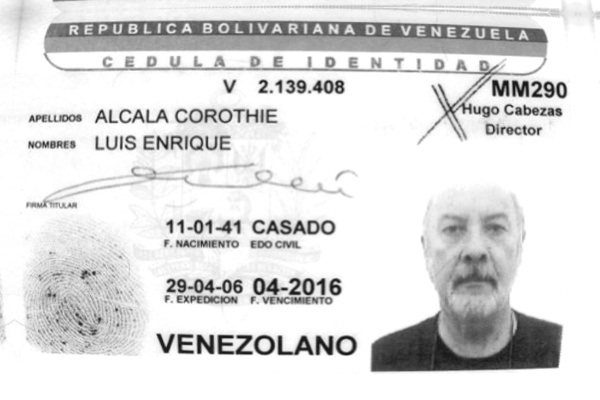 REPUBLICA BOLIVARIANA DE VENEZUELA
CEDULA DE IDENTIDAD
V 2.139.408
MM290
Hugo Cabezas
Director
APELLIDOS ALCALA COROTHIE
NOMBRES LUIS ENRIQUE
FIRMA TITULAR
11-01-41 CASADO
F. NACIMIENTO EDO CIVIL
29-04-06 04-2016
F. EXPEDICION F. VENCIMIENTO
VENEZOLANO